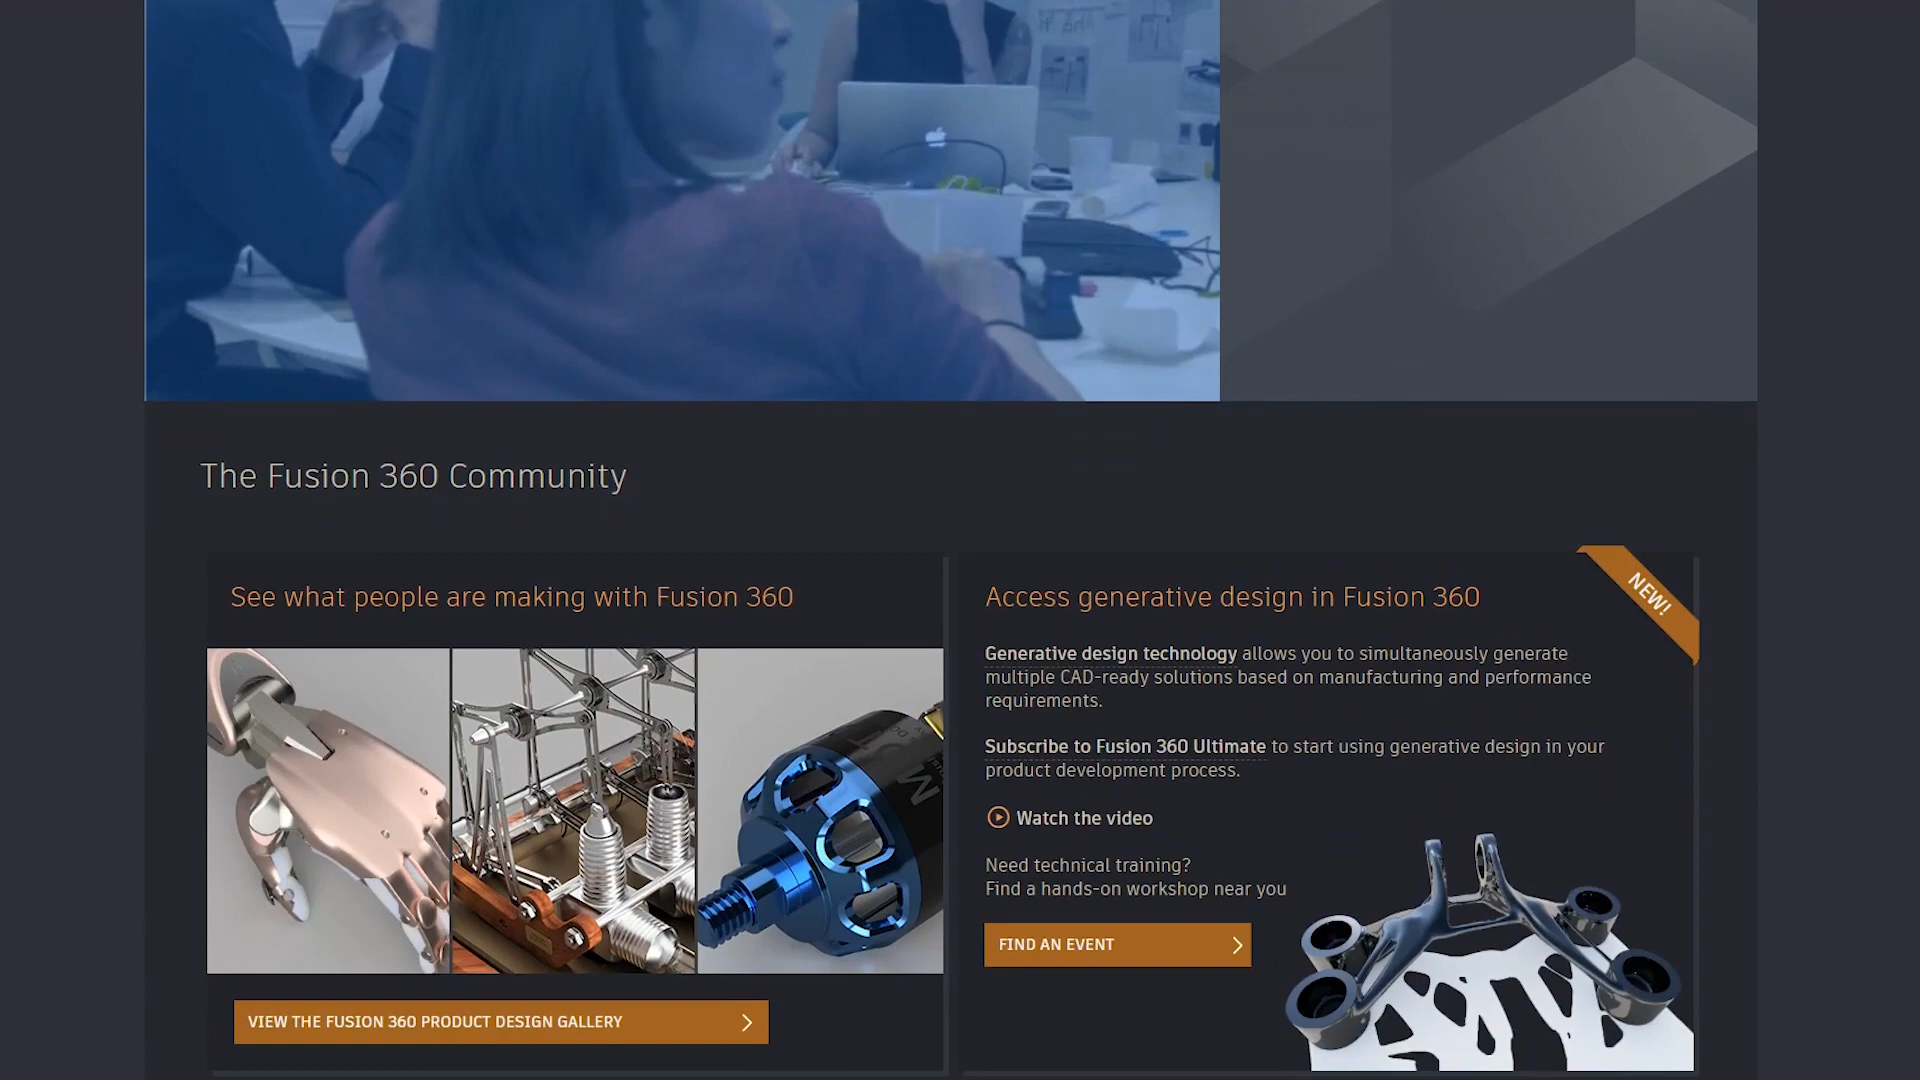 The Fusion 360 Community
See what people are making with Fusion 360
VIEW THE FUSION 360 PRODUCT DESIGN GALLERY
Access generative design in Fusion 360
NEW!
Generative design technology allows you to simultaneously generate
multiple CAD-ready solutions based on manufacturing and performance
requirements.
Subscribe to Fusion 360 Ultimate to start using generative design in your
product development process.
Watch the video
Need technical training?
Find a hands-on workshop near you
FIND AN EVENT